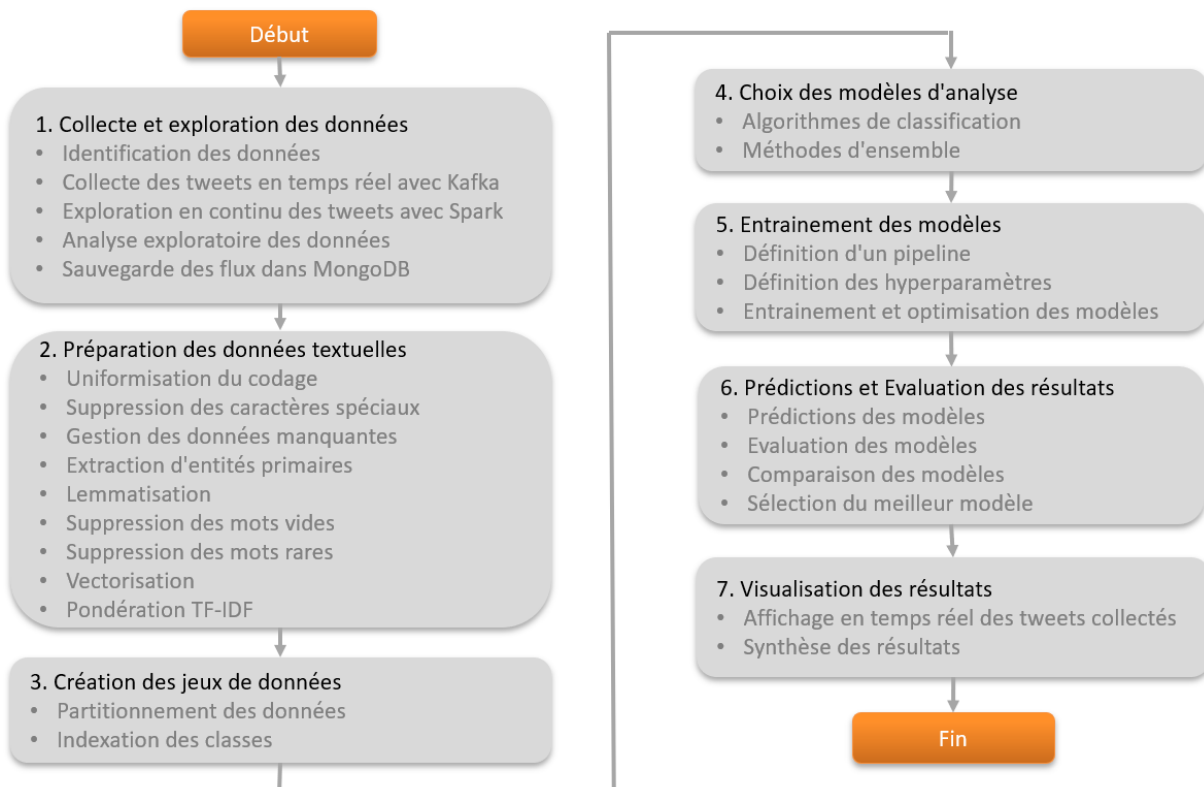 Début
1. Collecte et exploration des données
• Identification des données
• Collecte des tweets en temps réel avec Kafka
• Exploration en continu des tweets avec Spark
• Analyse exploratoire des données
• Sauvegarde des flux dans MongoDB
2. Préparation des données textuelles
• Uniformisation du codage
• Suppression des caractères spéciaux
• Gestion des données manquantes
• Extraction d'entités primaires
• Lemmatisation
• Suppression des mots vides
• Suppression des mots rares
• Vectorisation
• Pondération TF-IDF
3. Création des jeux de données
• Partitionnement des données
• Indexation des classes
4. Choix des modèles d'analyse
• Algorithmes de classification
• Méthodes d'ensemble
5. Entrainement des modèles
• Définition d'un pipeline
• Définition des hyperparamètres
• Entrainement et optimisation des modèles
6. Prédictions et Evaluation des résultats
• Prédictions des modèles
• Evaluation des modèles
• Comparaison des modèles
• Sélection du meilleur modèle
7. Visualisation des résultats
• Affichage en temps réel des tweets collectés
• Synthèse des résultats
Fin